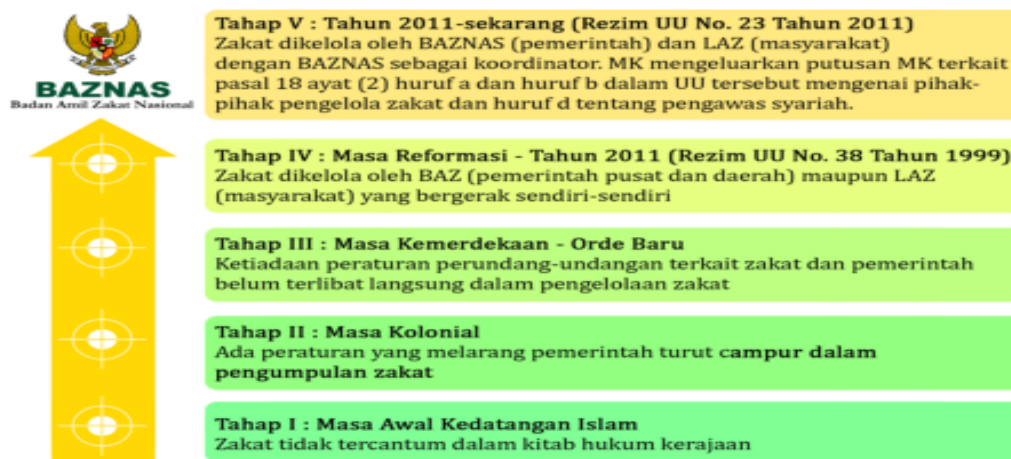 BAZNAS
Badan Amil Zakat Nasional
Tahap V : Tahun 2011-sekarang (Rezim UU No. 23 Tahun 2011)
Zakat dikelola oleh BAZNAS (pemerintah) dan LAZ (masyarakat)
dengan BAZNAS sebagai koordinator. MK mengeluarkan putusan MK terkait
pasal 18 ayat (2) huruf a dan huruf b dalam UU tersebut mengenai pihak-
pihak pengelola zakat dan huruf d tentang pengawas syariah.
Tahap IV : Masa Reformasi - Tahun 2011 (Rezim UU No. 38 Tahun 1999)
Zakat dikelola oleh BAZ (pemerintah pusat dan daerah) maupun LAZ
(masyarakat) yang bergerak sendiri-sendiri
Tahap III : Masa Kemerdekaan - Orde Baru
Ketiadaan peraturan perundang-undangan terkait zakat dan pemerintah
belum terlibat langsung dalam pengelolaan zakat
Tahap II : Masa Kolonial
Ada peraturan yang melarang pemerintah turut campur dalam
pengumpulan zakat
Tahap I : Masa Awal Kedatangan Islam
Zakat tidak tercantum dalam kitab hukum kerajaan